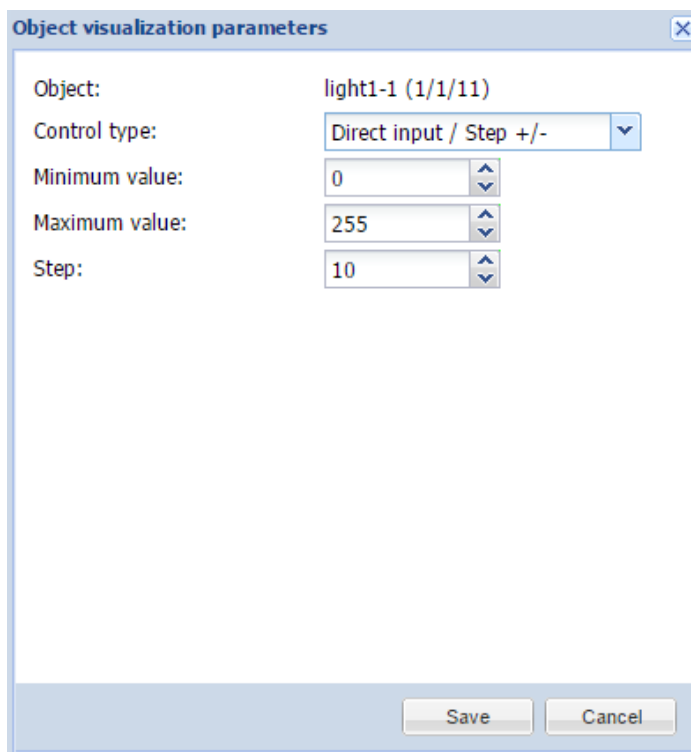 Object visualization parameters
Object: light1-1 (1/1/11)
Control type: Direct input / Step +/-
Minimum value: 0
Maximum value: 255
Step: 10
Save Cancel